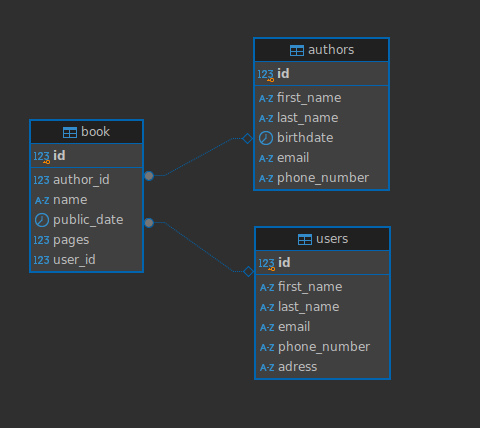 book
123 id
123 author_id
A-Z name
public_date
123 pages
123 user_id
authors
123 id
A-Z first_name
A-Z last_name
birthdate
A-Z email
A-Z phone_number
users
123 id
A-Z first_name
A-Z last_name
A-Z email
A-Z phone_number
A-Z adress